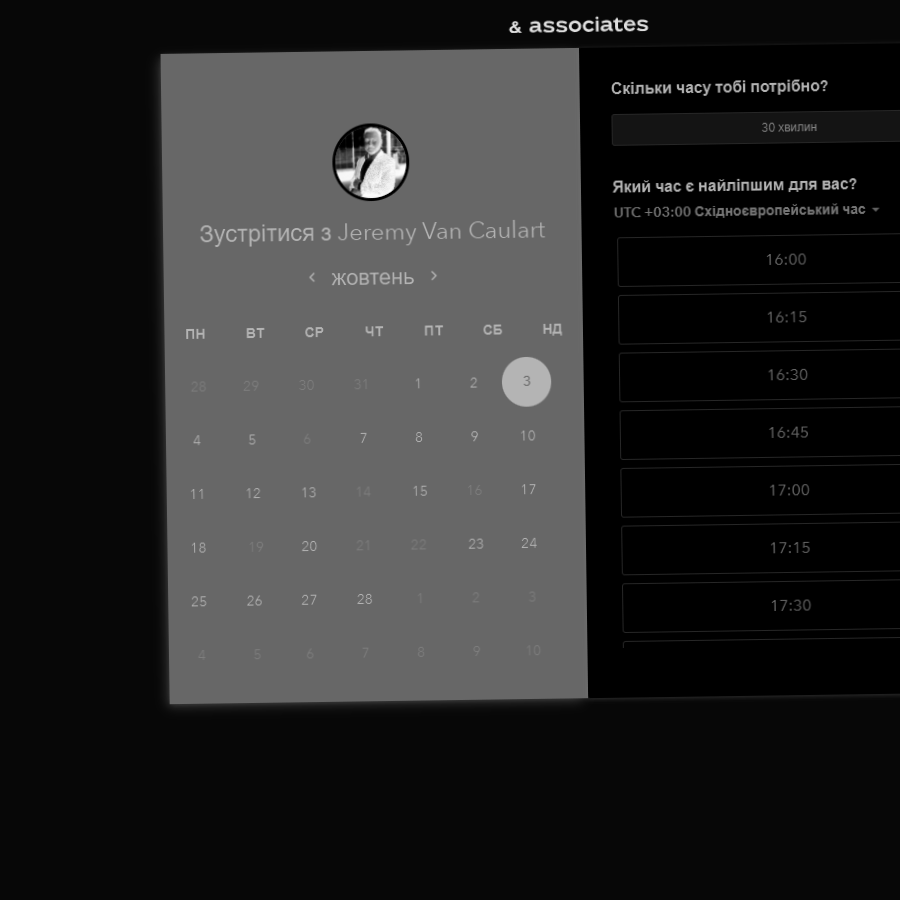 & associates
Зустрітися з Jeremy Van Caulart
‹ жовтень ›
ПН ВТ СР ЧТ ПТ СБ НД
28 29 30 31 1 2 3
4 5 6 7 8 9 10
11 12 13 14 15 16 17
18 19 20 21 22 23 24
25 26 27 28 1 2 3
4 5 6 7 8 9 10
Скільки часу тобі потрібно?
30 хвилин
Який час є найліпшим для вас?
UTC +03:00 Східноєвропейський час
16:00
16:15
16:30
16:45
17:00
17:15
17:30